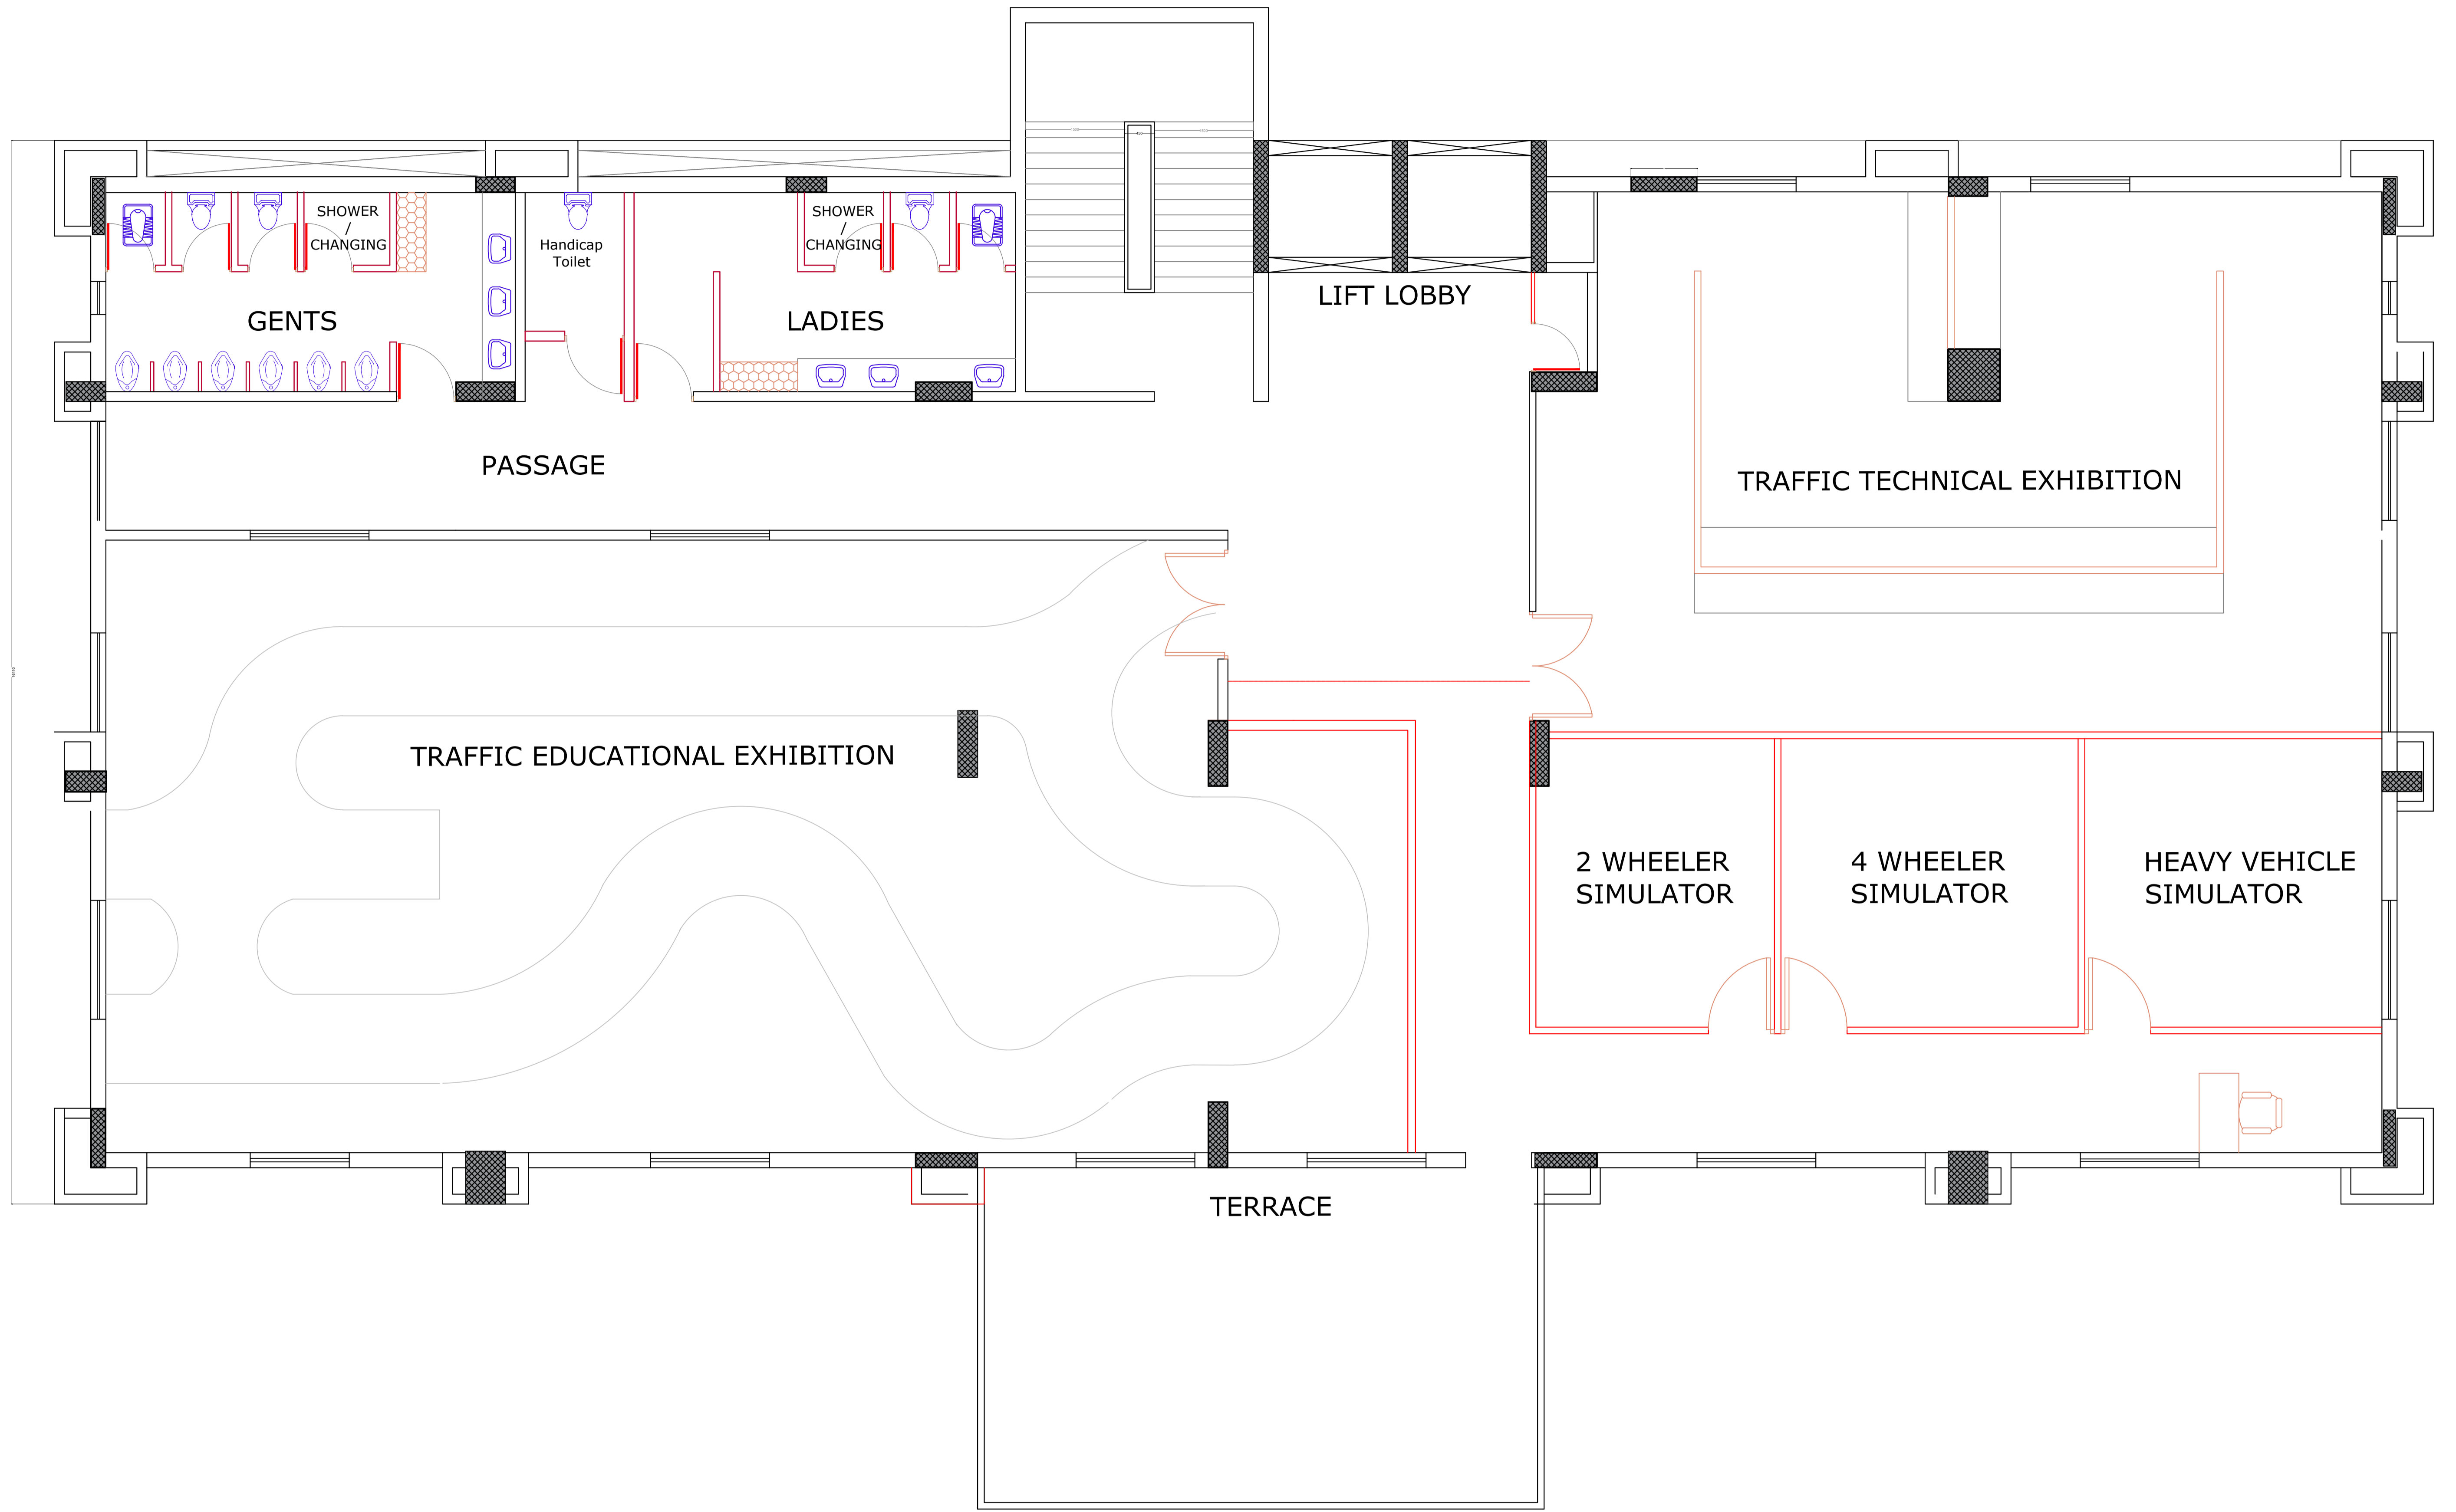 SHOWER
/
CHANGING
Handicap
Toilet
SHOWER
/
CHANGING
GENTS
LADIES
LIFT LOBBY
PASSAGE
TRAFFIC TECHNICAL EXHIBITION
TRAFFIC EDUCATIONAL EXHIBITION
2 WHEELER
SIMULATOR
4 WHEELER
SIMULATOR
HEAVY VEHICLE
SIMULATOR
TERRACE